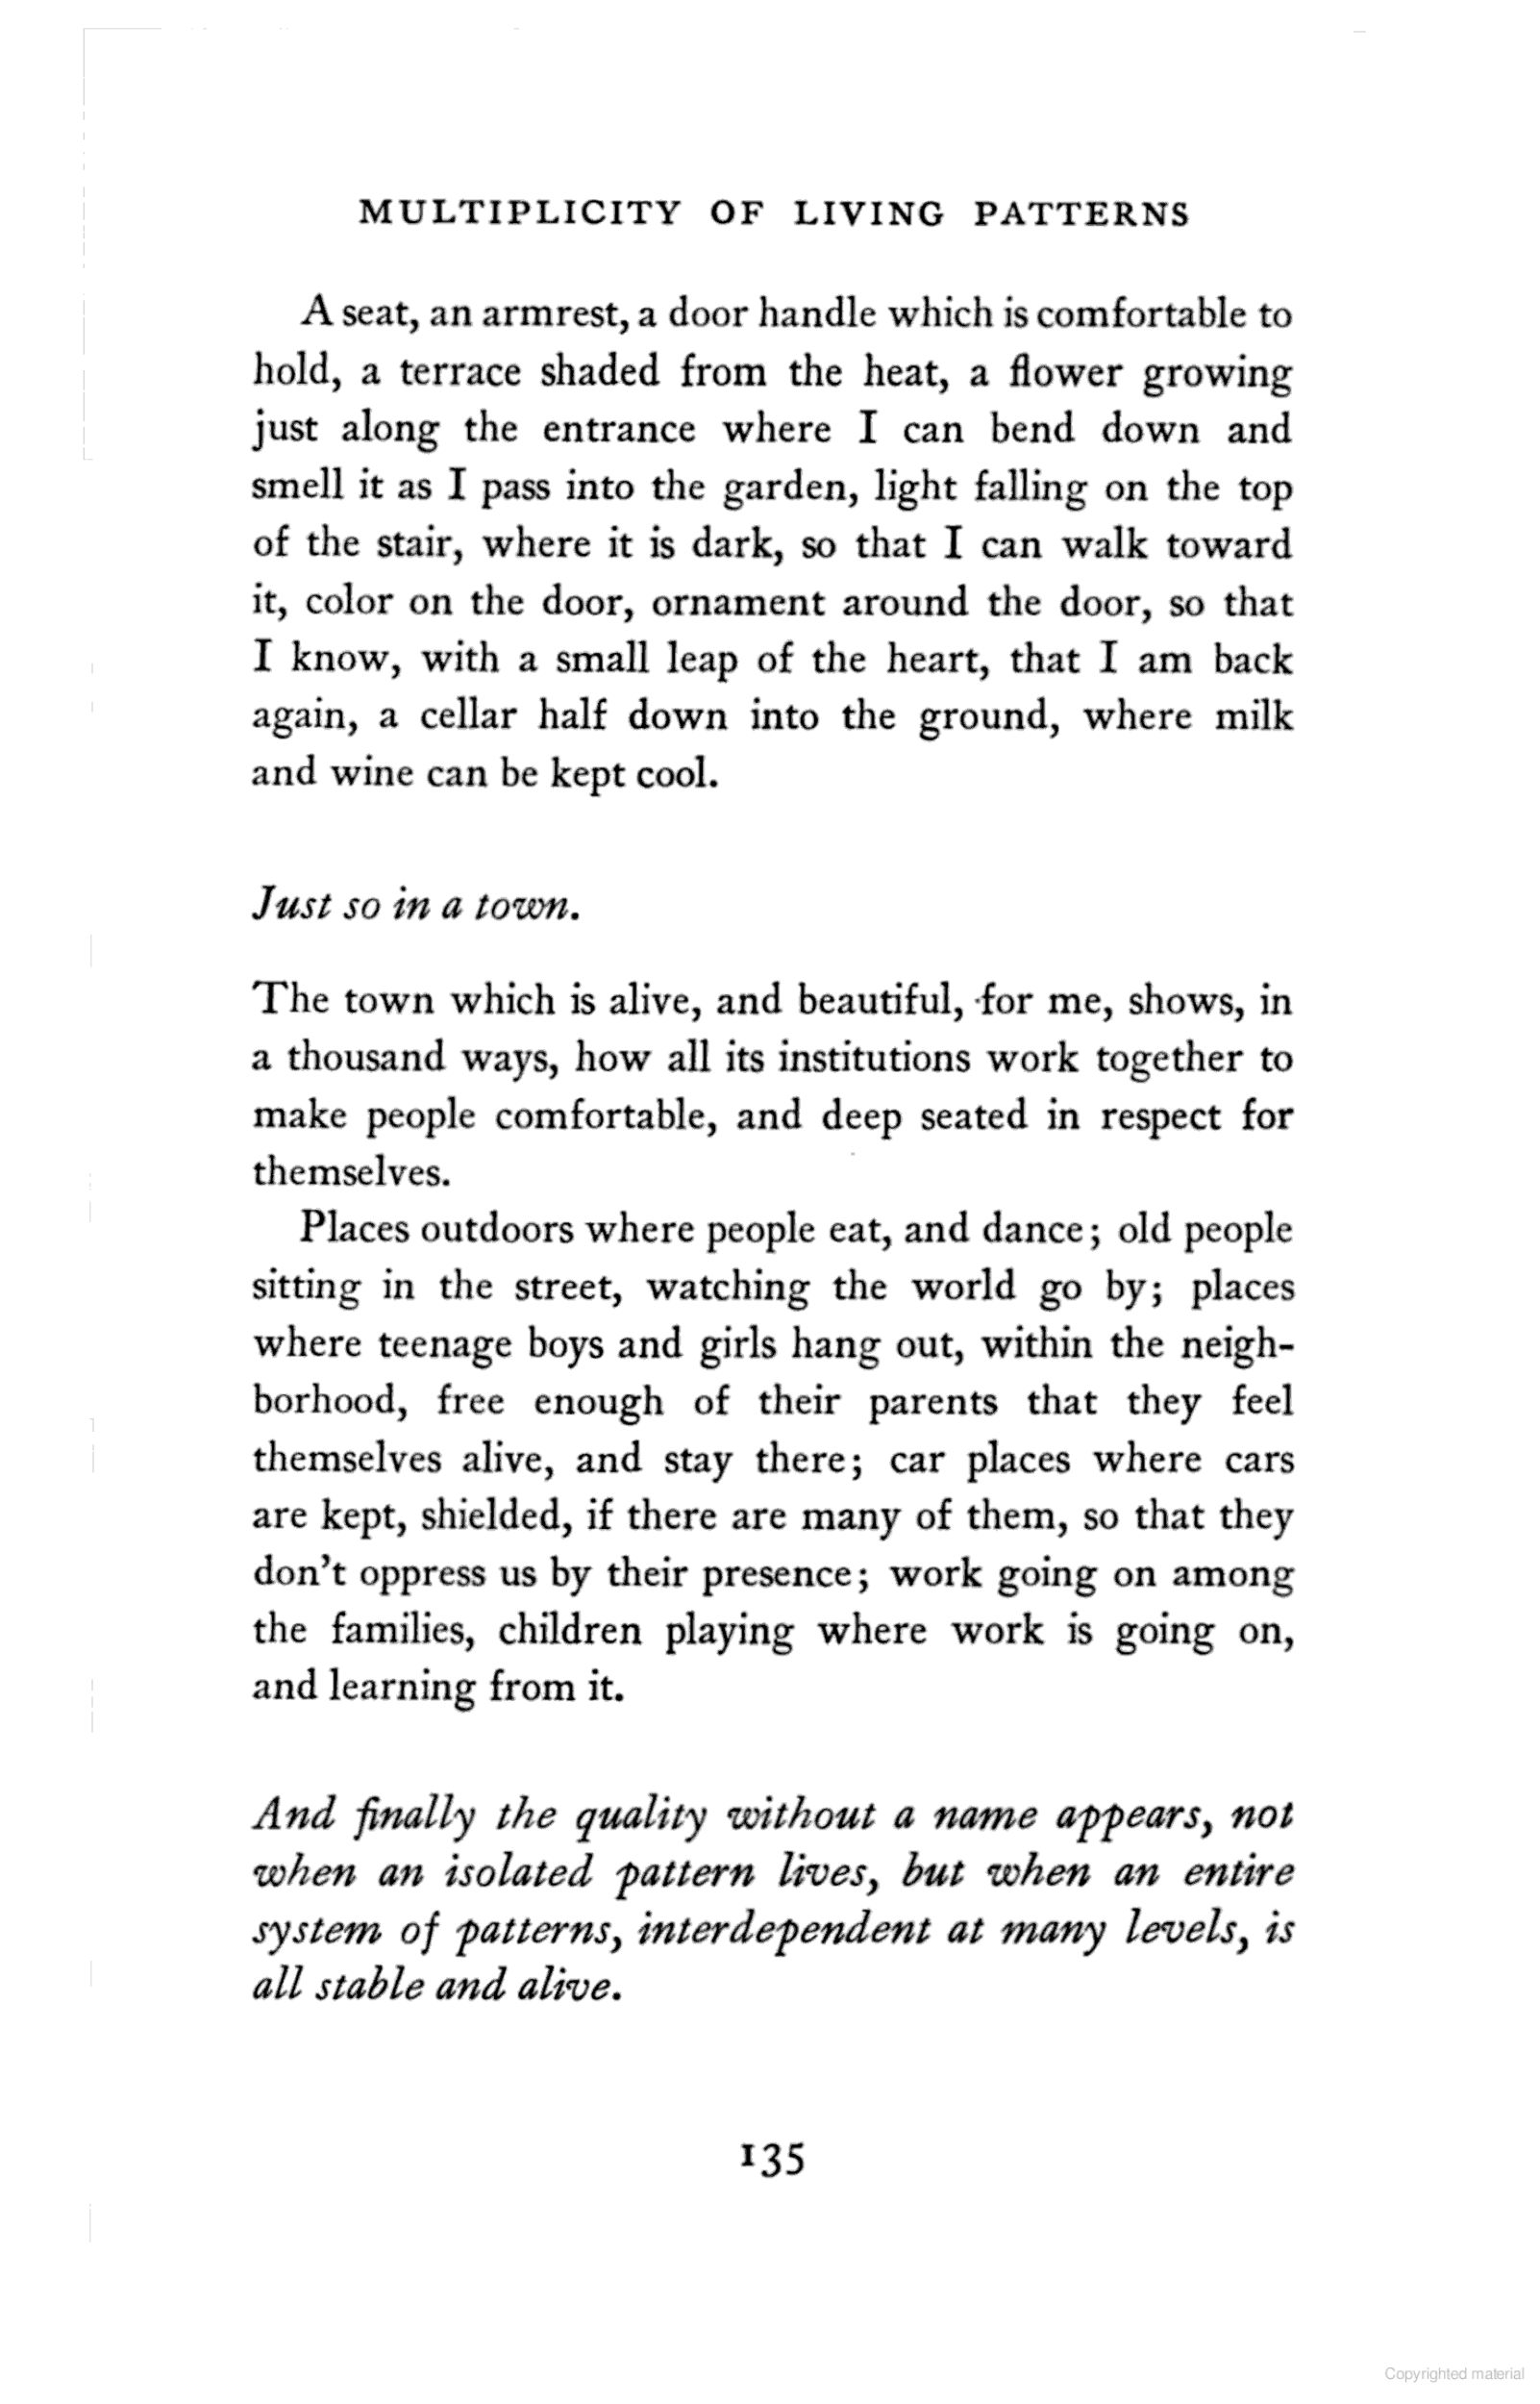 MULTIPLICITY OF LIVING PATTERNS
A seat, an armrest, a door handle which is comfortable to
hold, a terrace shaded from the heat, a flower growing
just along the entrance where I can bend down and
smell it as I pass into the garden, light falling on the top
of the stair, where it is dark, so that I can walk toward
it, color on the door, ornament around the door, so that
I know, with a small leap of the heart, that I am back
again, a cellar half down into the ground, where milk
and wine can be kept cool.
Just so in a town.
The town which is alive, and beautiful, for me, shows, in
a thousand ways, how all its institutions work together to
make people comfortable, and deep seated in respect for
themselves.
Places outdoors where people eat, and dance; old people
sitting in the street, watching the world go by; places
where teenage boys and girls hang out, within the neigh-
borhood, free enough of their parents that they feel
themselves alive, and stay there; car places where cars
are kept, shielded, if there are many of them, so that they
don't oppress us by their presence; work going on among
the families, children playing where work is going on,
and learning from it.
And finally the quality without a name appears, not
when an isolated pattern lives, but when an entire
system of patterns, interdependent at many levels, is
all stable and alive.
135
Copyrighted material